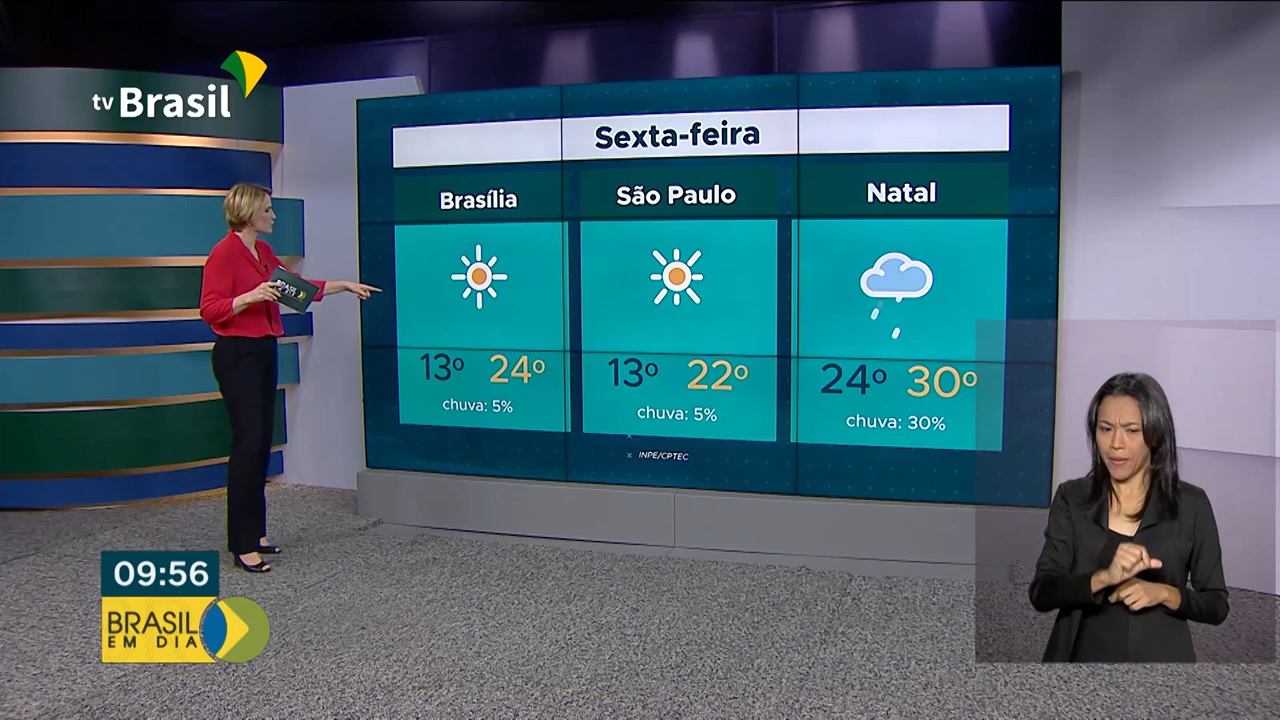 tv Brasil
Sexta-feira
Brasília
São Paulo
Natal
13º 24º
13º 22º
24º 30º
chuva: 5%
chuva: 5%
chuva: 30%
INPE/CPTEC
09:56
BRASIL
EM DIA